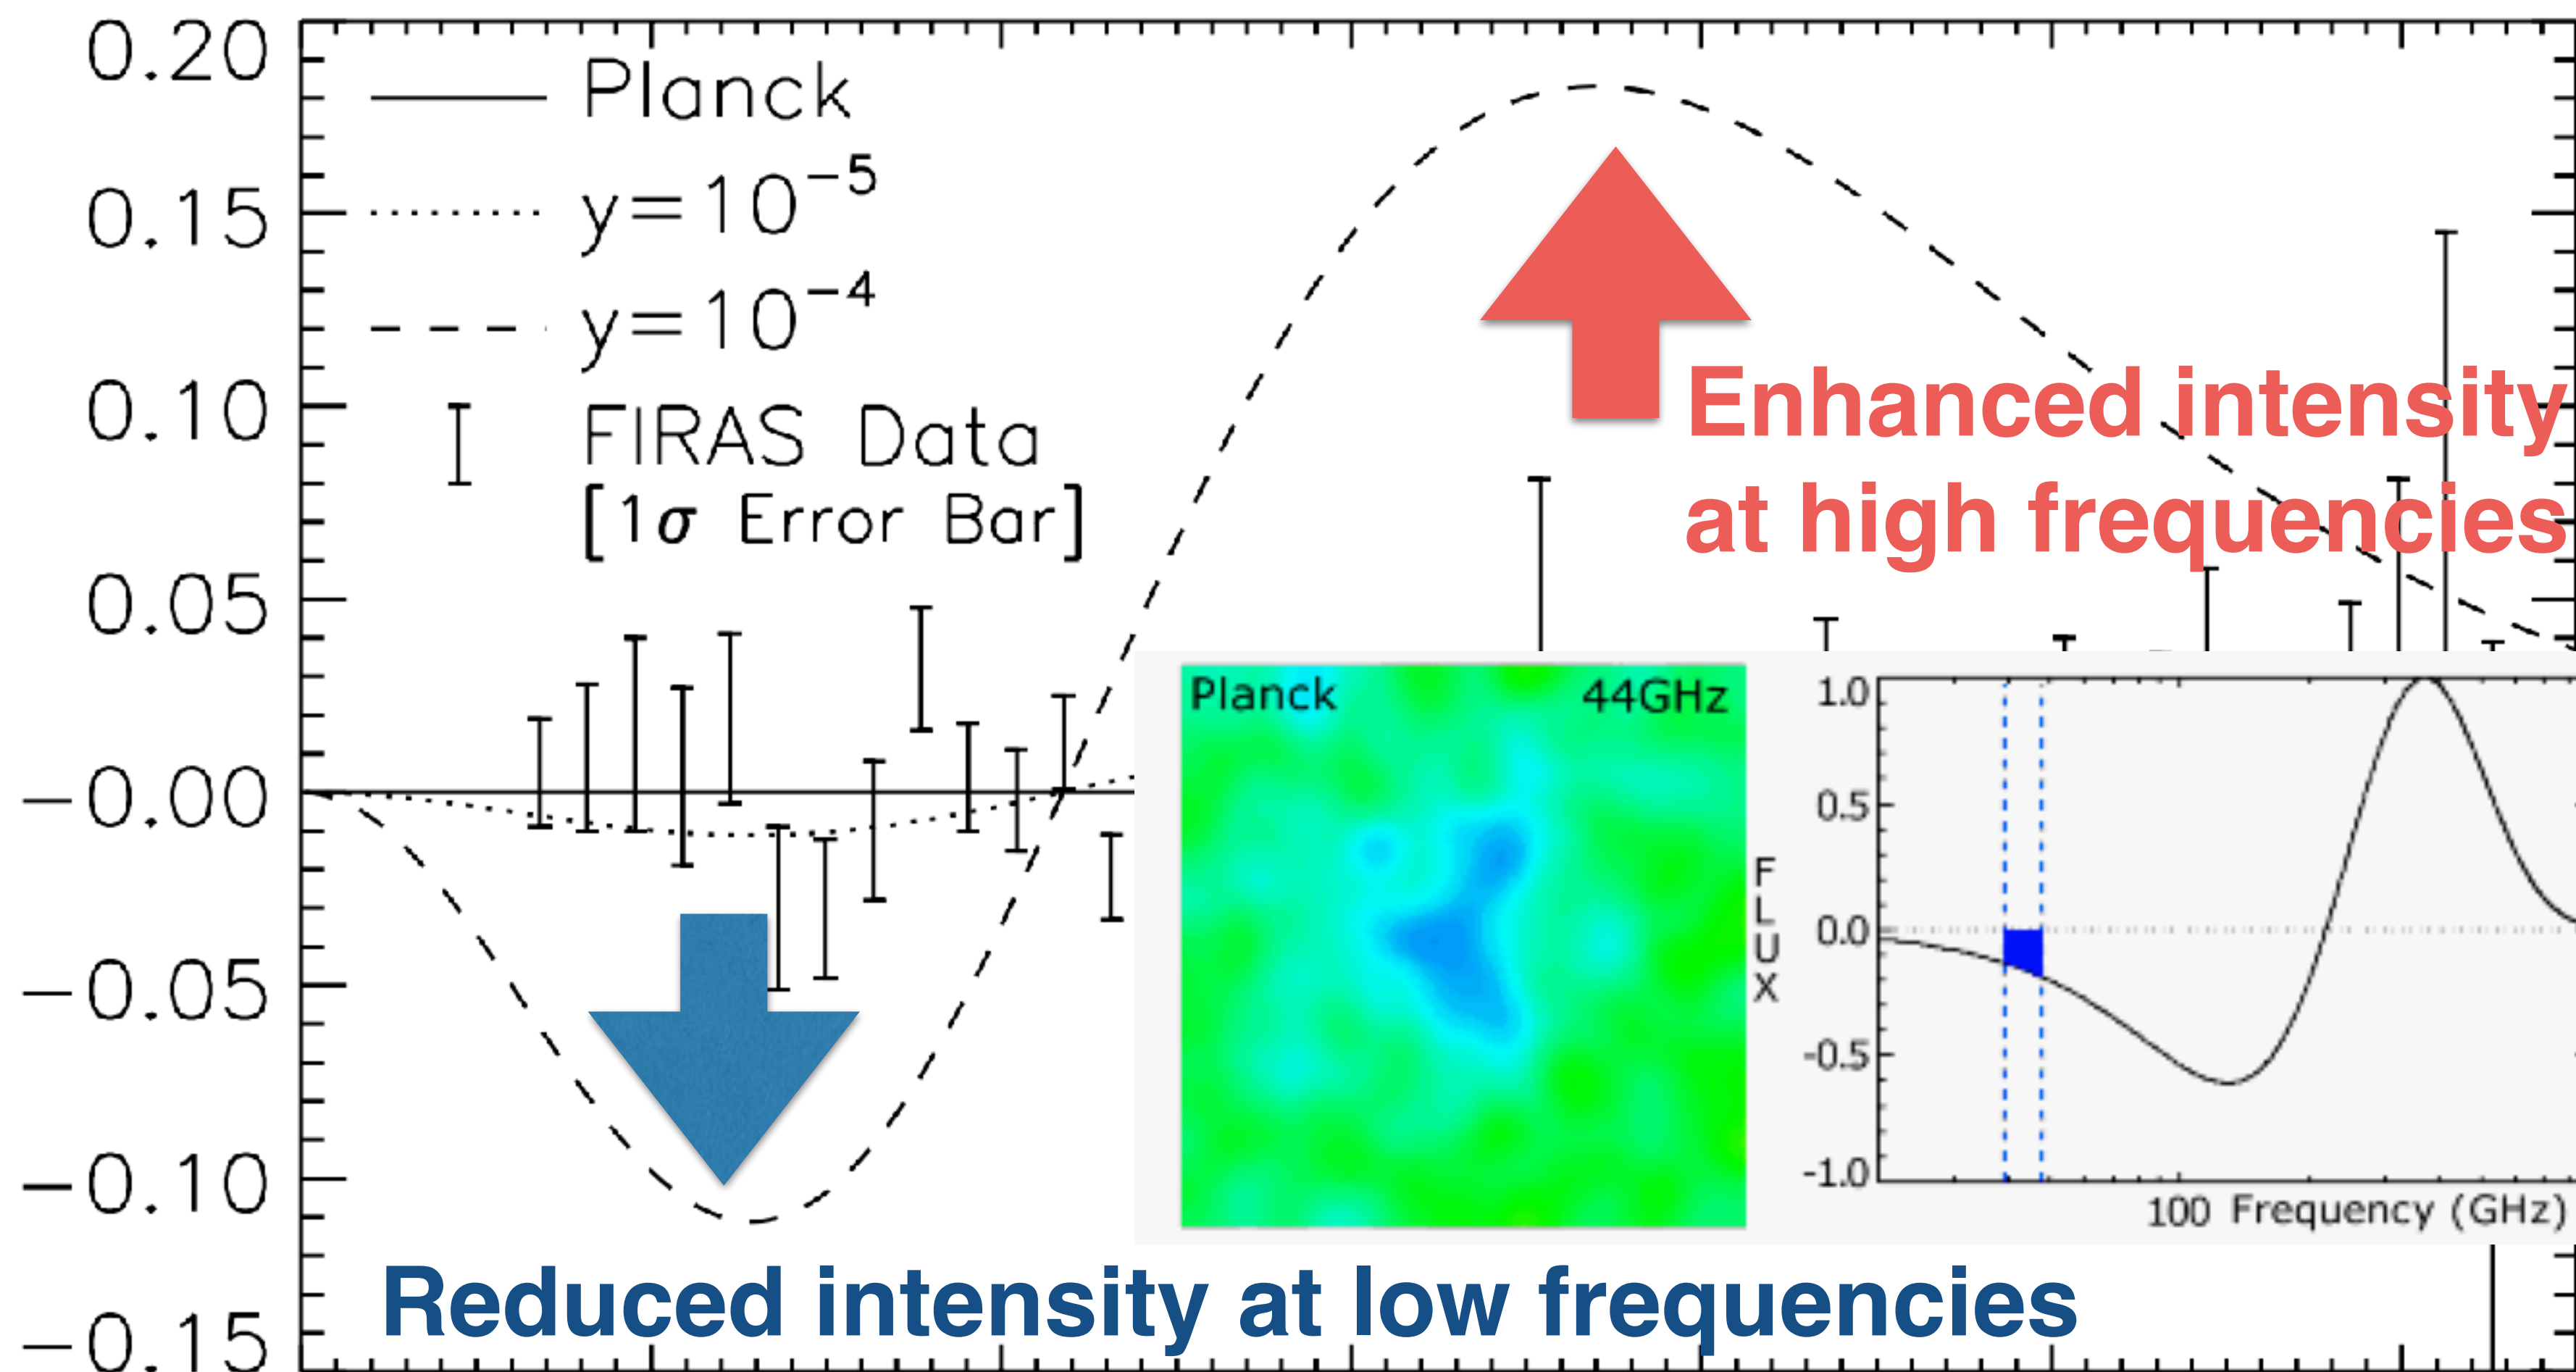 0.20
0.15
0.10
0.05
−0.00
−0.05
−0.10
−0.15
Planck
y=10⁻⁵
y=10⁻⁴
FIRAS Data
[1σ Error Bar]
Enhanced intensity
at high frequencies
Planck 44GHz
FLUX
1.0
0.5
0.0
-0.5
-1.0
100 Frequency (GHz)
Reduced intensity at low frequencies